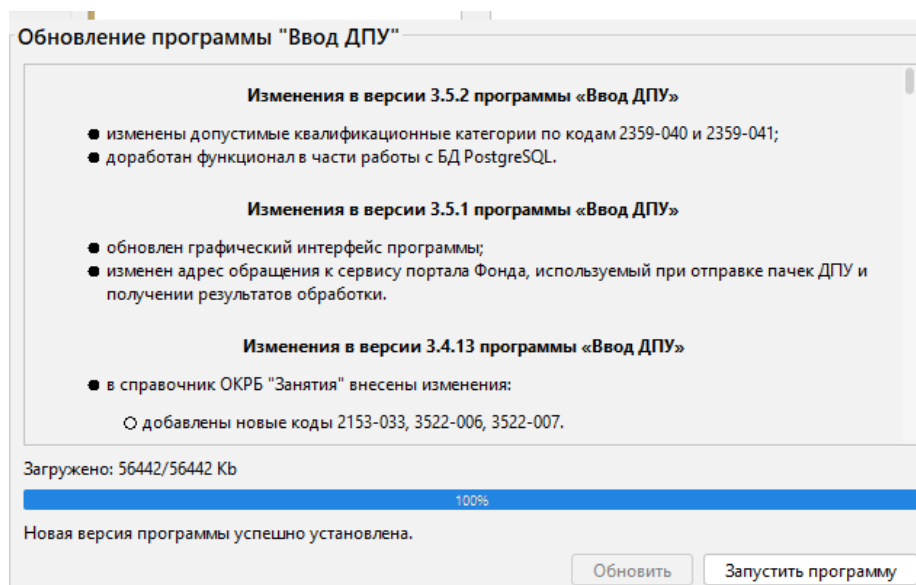 Обновление программы "Ввод ДПУ"
Изменения в версии 3.5.2 программы «Ввод ДПУ»
изменены допустимые квалификационные категории по кодам 2359-040 и 2359-041;
доработан функционал в части работы с БД PostgreSQL.
Изменения в версии 3.5.1 программы «Ввод ДПУ»
обновлен графический интерфейс программы;
изменен адрес обращения к сервису портала Фонда, используемый при отправке пачек ДПУ и
получении результатов обработки.
Изменения в версии 3.4.13 программы «Ввод ДПУ»
в справочник ОКРБ "Занятия" внесены изменения:
добавлены новые коды 2153-033, 3522-006, 3522-007.
Загружено: 56442/56442 Kb
100%
Новая версия программы успешно установлена.
Обновить
Запустить программу